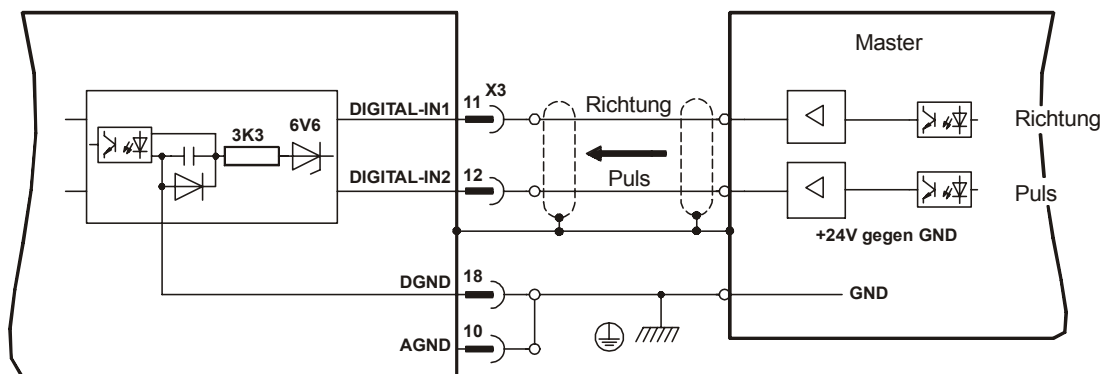 Master
DIGITAL-IN1
11
X3
Richtung
Richtung
3K3
6V6
DIGITAL-IN2
12
Puls
Puls
+24V gegen GND
DGND
18
GND
AGND
10